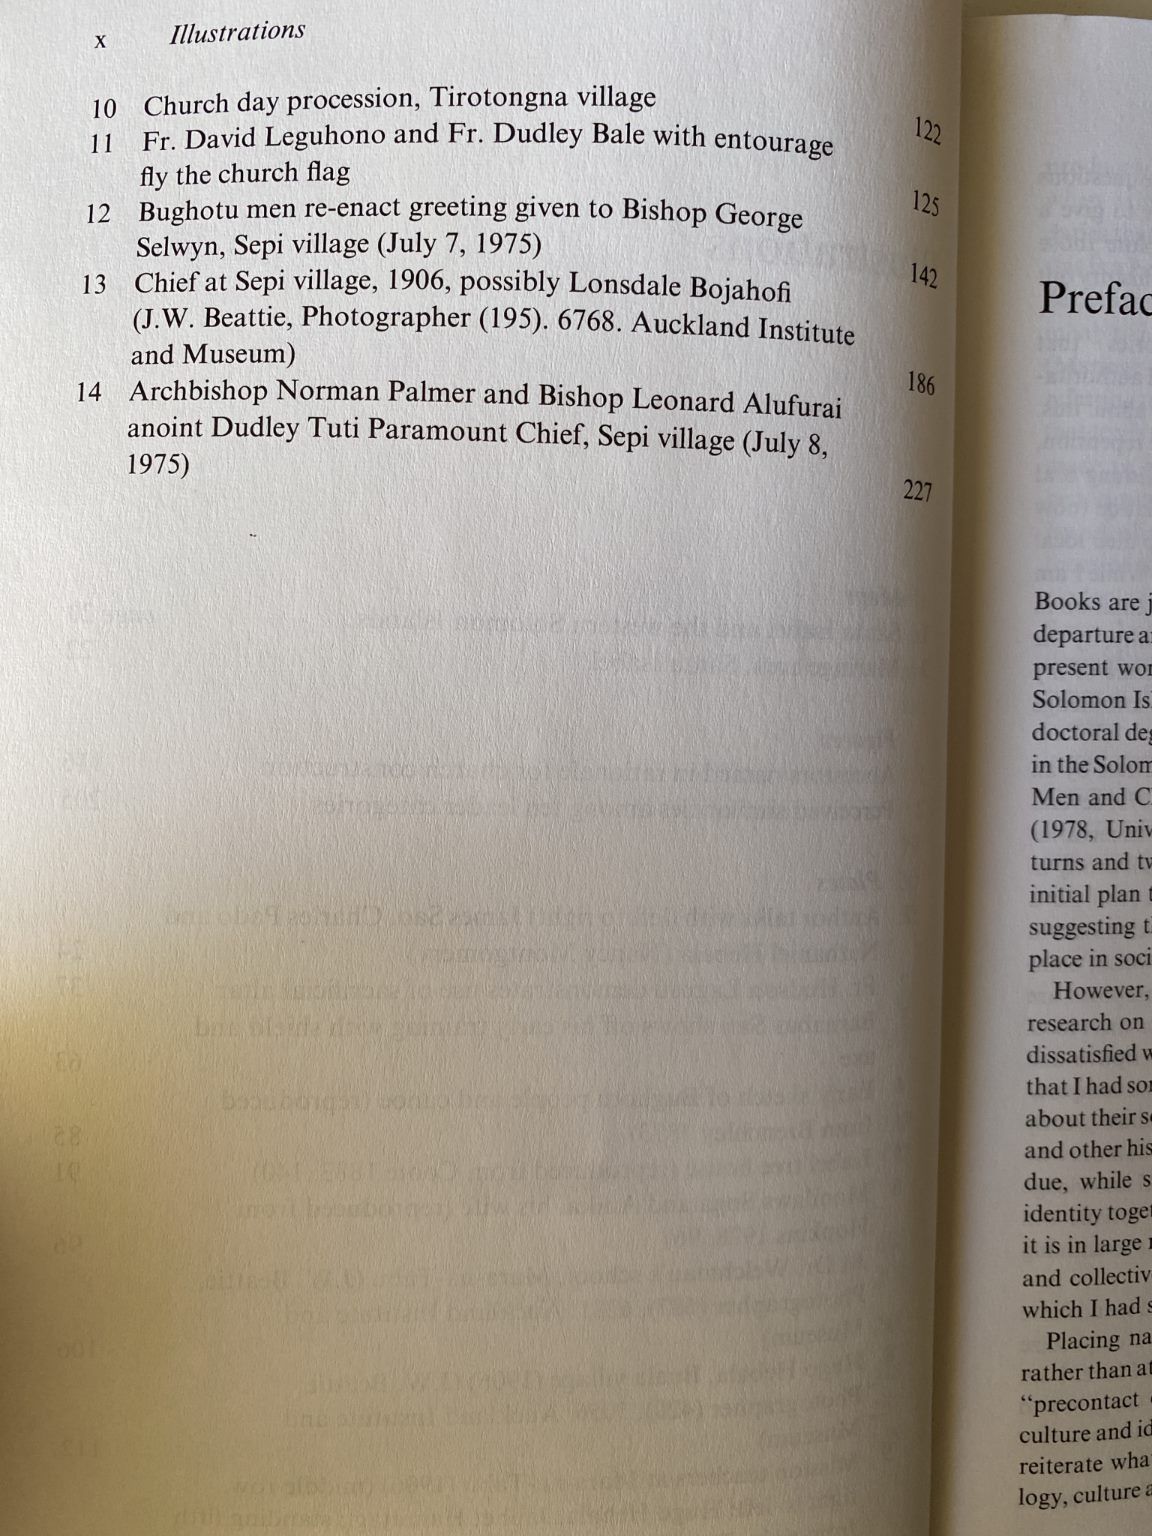 x Illustrations
10 Church day procession, Tirotongna village 122
11 Fr. David Leguhono and Fr. Dudley Bale with entourage
fly the church flag 125
12 Bughotu men re-enact greeting given to Bishop George
Selwyn, Sepi village (July 7, 1975) 142
13 Chief at Sepi village, 1906, possibly Lonsdale Bojahofi
(J.W. Beattie, Photographer (195). 6768. Auckland Institute
and Museum) 186
14 Archbishop Norman Palmer and Bishop Leonard Alufurai
anoint Dudley Tuti Paramount Chief, Sepi village (July 8,
1975) 227
Prefac
Books are j
departure a
present wor
Solomon Is
doctoral deg
in the Solom
Men and C
(1978, Univ
turns and tw
initial plan t
suggesting t
place in soci
However,
research on
dissatisfied w
that I had so
about their s
and other his
due, while s
identity toge
it is in large
and collectiv
which I had s
Placing na
rather than at
“precontact
culture and id
reiterate wha
logy, culture a